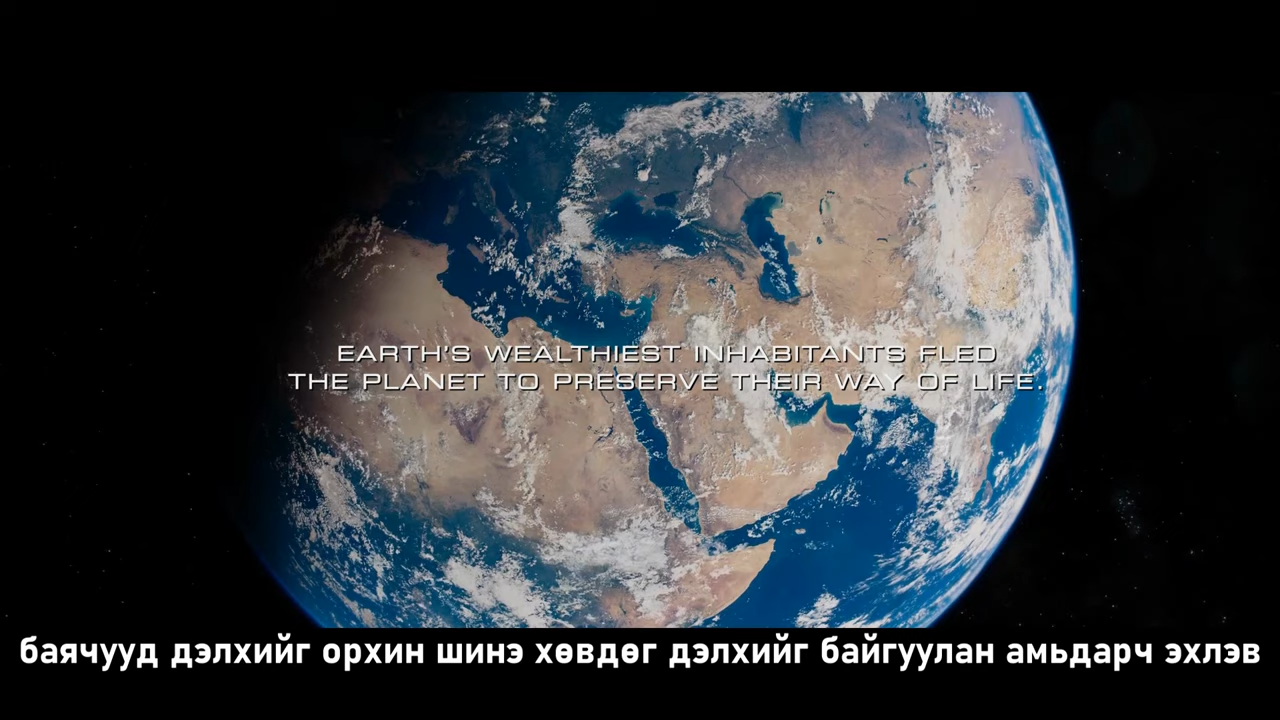 EARTH'S WEALTHIEST INHABITANTS FLED
THE PLANET TO PRESERVE THEIR WAY OF LIFE.
баячууд дэлхийг орхин шинэ хөвдөг дэлхийг байгуулан амьдарч эхлэв